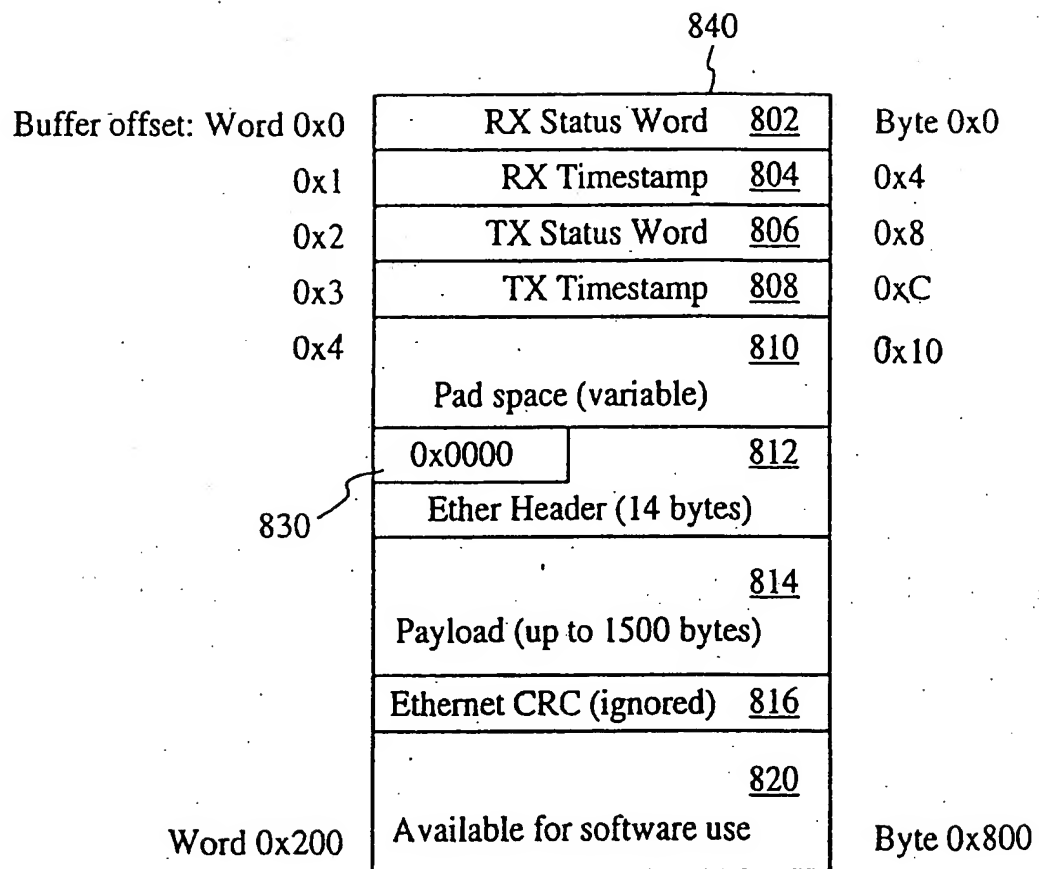 840
Buffer offset: Word 0x0 RX Status Word 802 Byte 0x0
0x1 RX Timestamp 804 0x4
0x2 TX Status Word 806 0x8
0x3 TX Timestamp 808 0xC
0x4 810 0x10
Pad space (variable)
0x0000 812
Ether Header (14 bytes)
830
814
Payload (up to 1500 bytes)
Ethernet CRC (ignored) 816
820
Word 0x200 Available for software use Byte 0x800